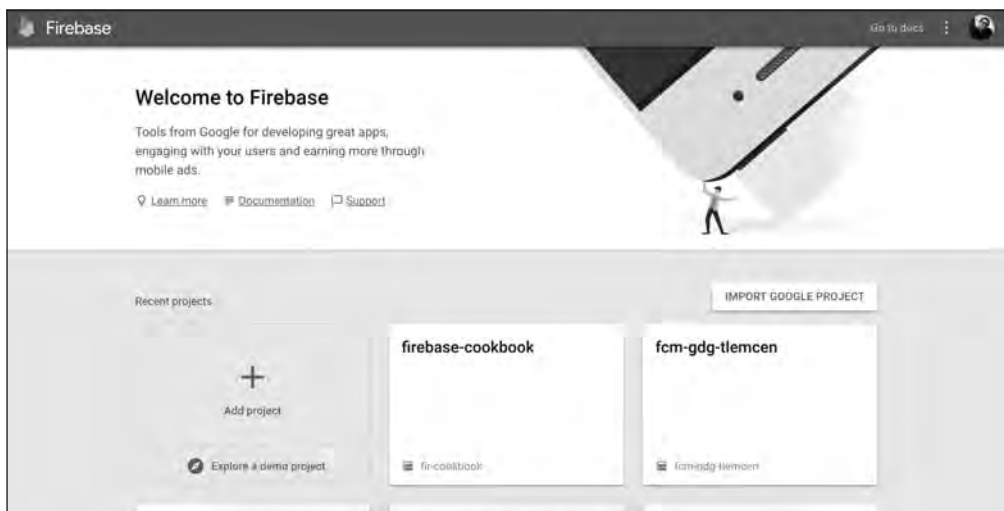 Firebase
Go to docs
Welcome to Firebase
Tools from Google for developing great apps,
engaging with your users and earning more through
mobile ads.
Learn more Documentation Support
Recent projects
IMPORT GOOGLE PROJECT
Add project
Explore a demo project
firebase-cookbook
fir-cookbook
fcm-gdg-tlemcen
fcm-gdg-tlemcen